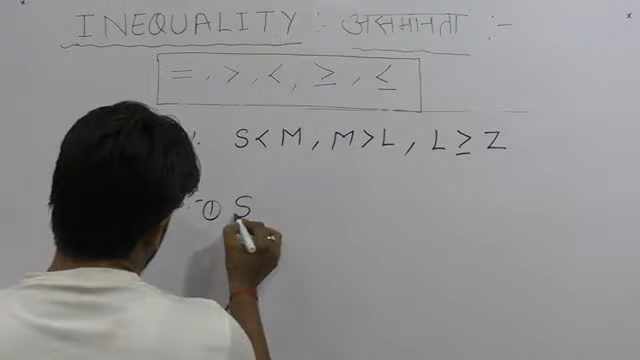 INEQUALITY :- असमानता :-
=, >, <, ≥, ≤
: S < M, M > L, L ≥ Z
:- ① S